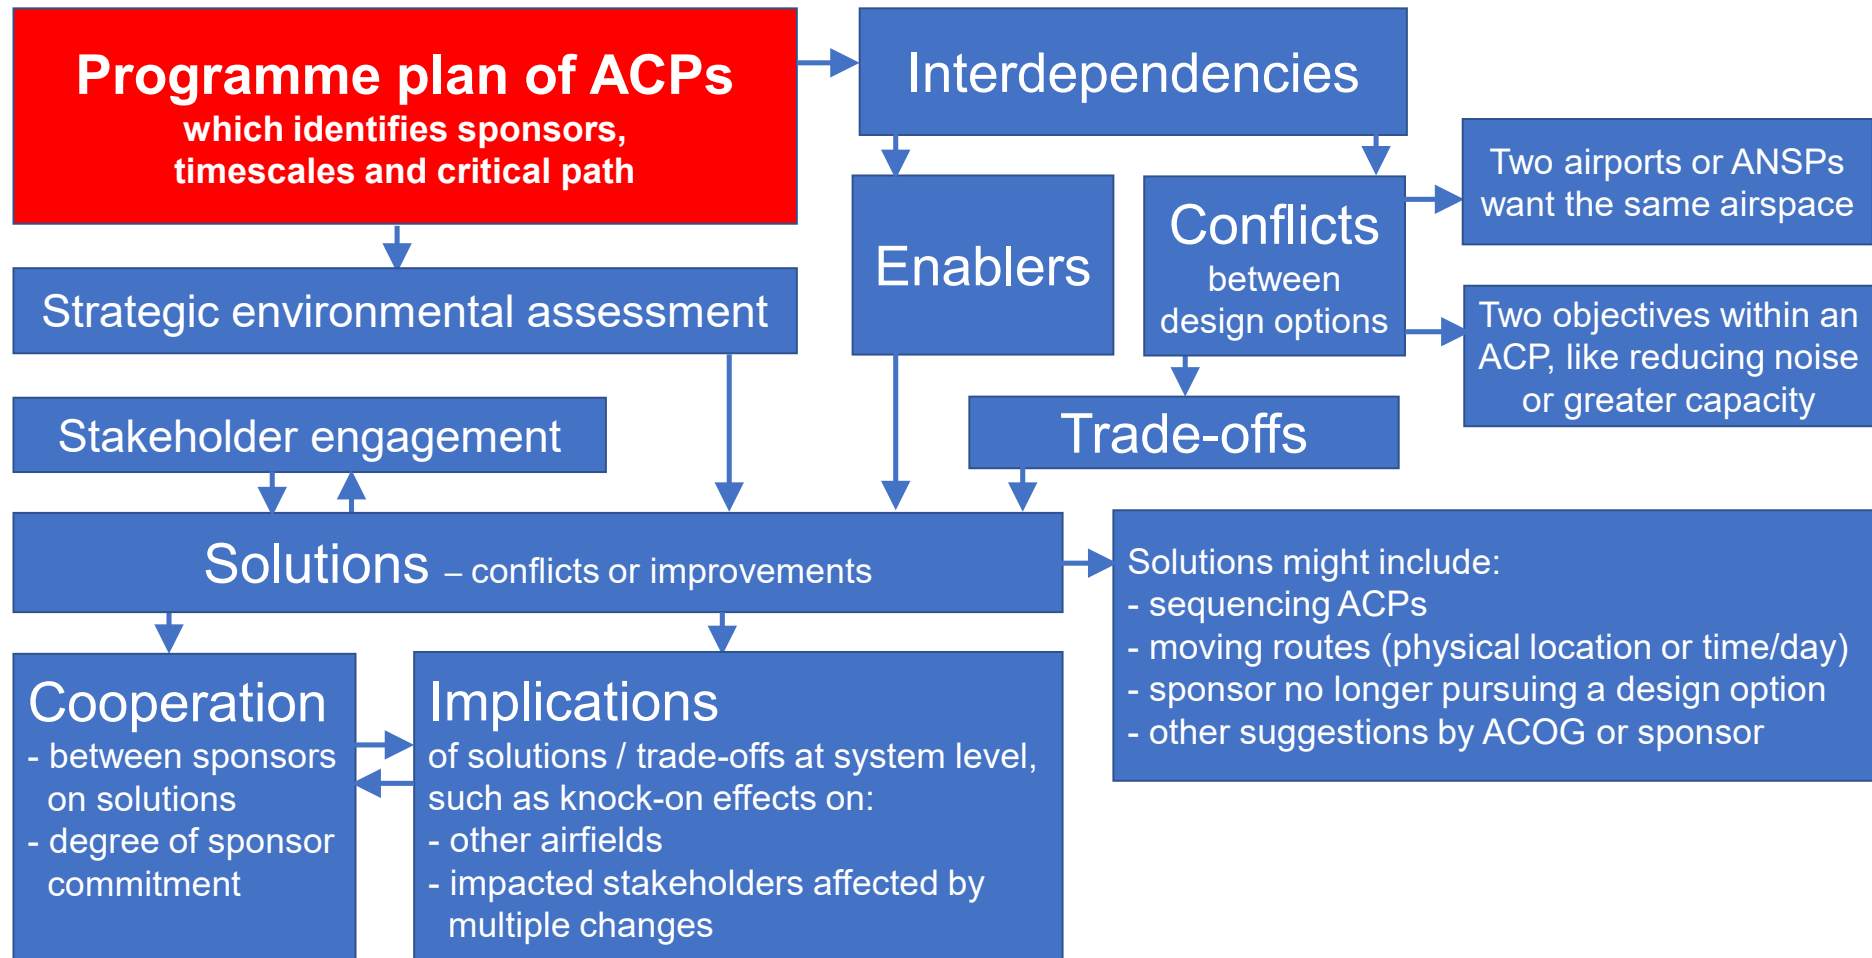 Programme plan of ACPs
which identifies sponsors,
timescales and critical path
Interdependencies
Two airports or ANSPs
want the same airspace
Conflicts
between
design options
Enablers
Strategic environmental assessment
Two objectives within an
ACP, like reducing noise
or greater capacity
Stakeholder engagement
Trade-offs
Solutions – conflicts or improvements
Solutions might include:
- sequencing ACPs
- moving routes (physical location or time/day)
- sponsor no longer pursuing a design option
- other suggestions by ACOG or sponsor
Cooperation
- between sponsors
on solutions
- degree of sponsor
commitment
Implications
of solutions / trade-offs at system level,
such as knock-on effects on:
- other airfields
- impacted stakeholders affected by
multiple changes